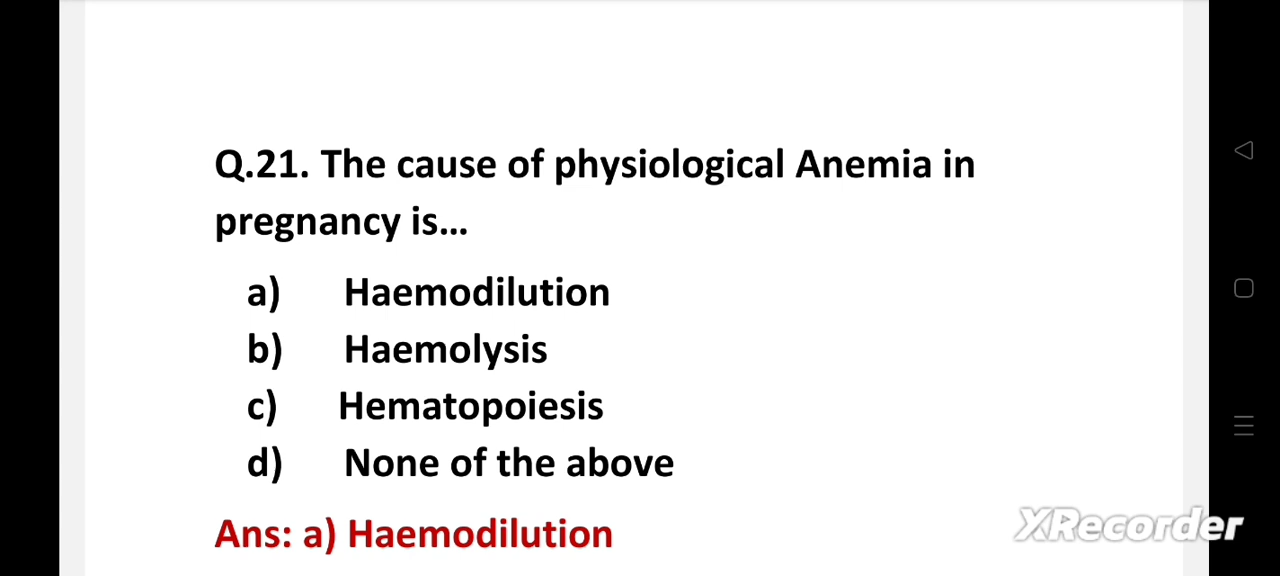 Q.21. The cause of physiological Anemia in
pregnancy is...
a) Haemodilution
b) Haemolysis
c) Hematopoiesis
d) None of the above
Ans: a) Haemodilution
XRecorder